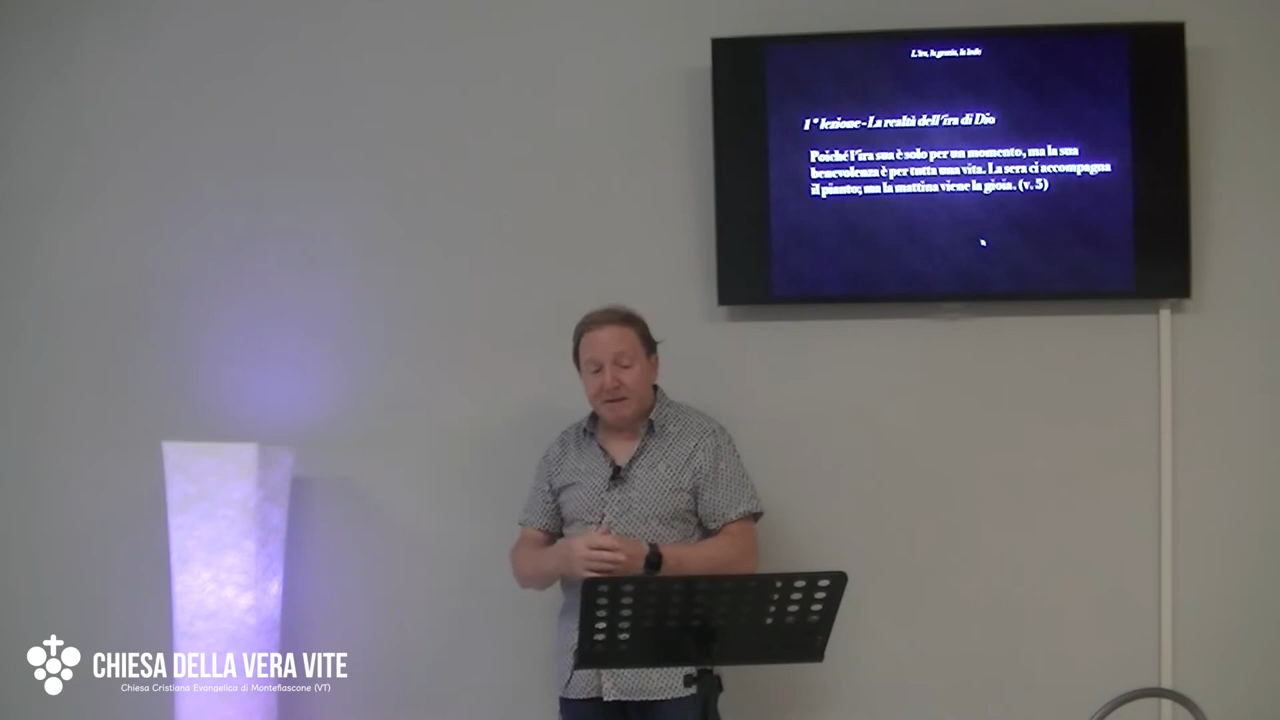 L'ira, la grazia, la lode
1° lezione - La realtà dell'ira di Dio
Poiché l'ira sua è solo per un momento, ma la sua
benevolenza è per tutta una vita. La sera ci accompagna
il pianto; ma la mattina viene la gioia. (v. 5)
CHIESA DELLA VERA VITE
Chiesa Cristiana Evangelica di Montefiascone (VT)